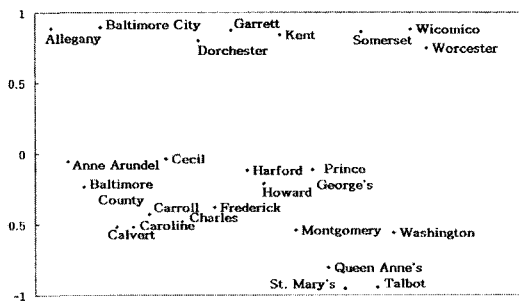 1
Baltimore City
Garrett
Wicomico
Allegany
Kent
Somerset
Dorchester
Worcester
0.5
0
Cecil
Anne Arundel
Harford
Princo
Baltimore
County
Howard
George's
Carroll
Frederick
Charles
0.5
Caroline
Calvert
Montgomery
Washington
Queen Anne's
St. Mary's
Talbot
-1